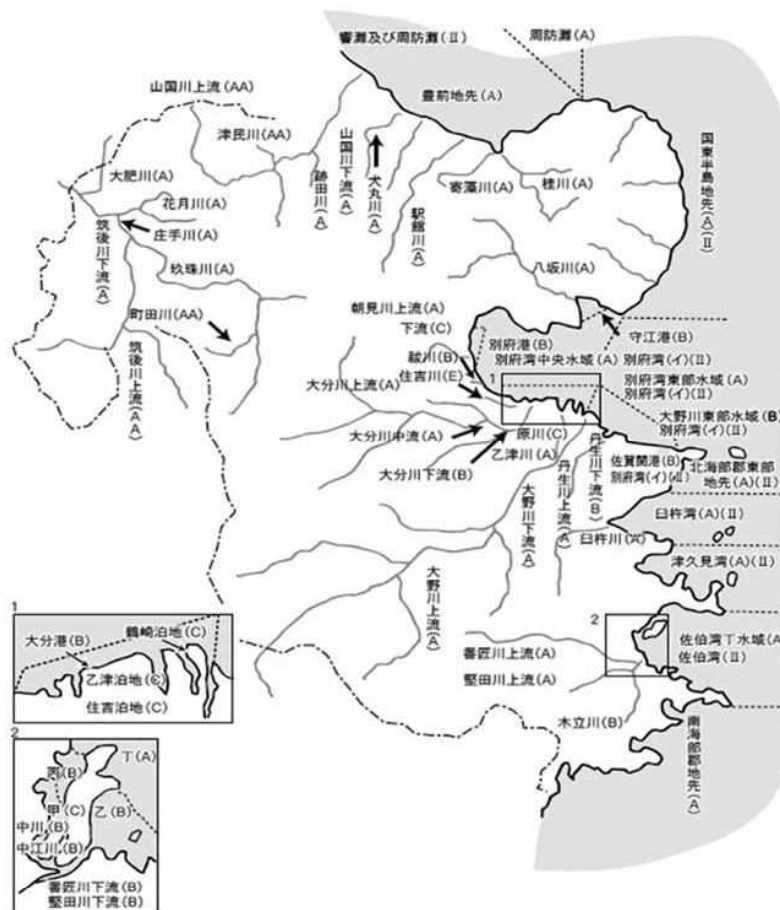 響灘及び周防灘(Ⅱ)
周防灘(A)
豊前地先(A)
国東半島地先(A)(Ⅱ)
山国川上流(AA)
津民川(AA)
跡田川(A)
山国川下流(A)
犬丸川(A)
駅館川(A)
寄藻川(A)
桂川(A)
八坂川(A)
大肥川(A)
花月川(A)
庄手川(A)
筑後川下流(A)
玖珠川(A)
町田川(AA)
筑後川上流(AA)
朝見川上流(A)
下流(C)
祓川(B)
住吉川(E)
大分川上流(A)
大分川中流(A)
大分川下流(B)
原川(C)
乙津川(A)
別府港(B)
守江港(B)
別府湾中央水域(A)
別府湾(イ)(Ⅱ)
別府湾東部水域(A)
別府湾(イ)(Ⅱ)
大野川東部水域(B)
別府湾(イ)(Ⅱ)
佐賀関港(B)
別府湾(イ)(Ⅱ)
北海部郡東部
地先(A)(Ⅱ)
丹生川下流(B)
丹生川上流(A)
大野川下流(A)
大野川上流(A)
臼杵湾(A)(Ⅱ)
臼杵川(A)
津久見湾(A)(Ⅱ)
佐伯湾丁水域(A
佐伯湾(Ⅱ)
番匠川上流(A)
堅田川上流(A)
木立川(B)
南海部郡地先(A)
1
2
1
大分港(B)
鶴崎泊地(C)
乙津泊地(C)
住吉泊地(C)
2
丁(A)
丙(B)
甲(C)
乙(B)
中川(B)
中江川(B)
番匠川下流(B)
堅田川下流(B)